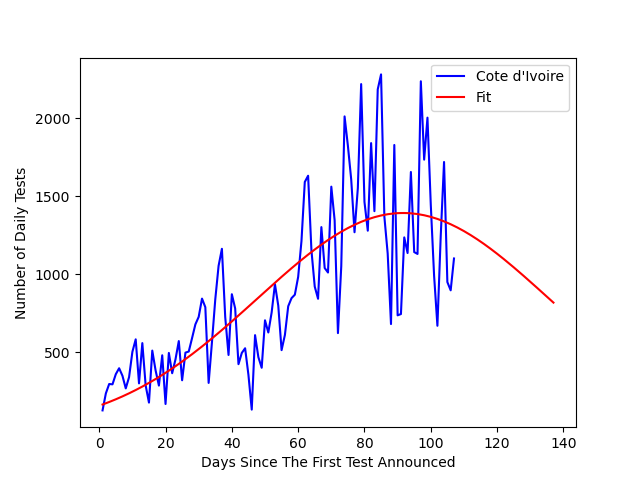 Cote d'Ivoire
Fit
Number of Daily Tests
2000
1500
1000
500
0 20 40 60 80 100 120 140
Days Since The First Test Announced